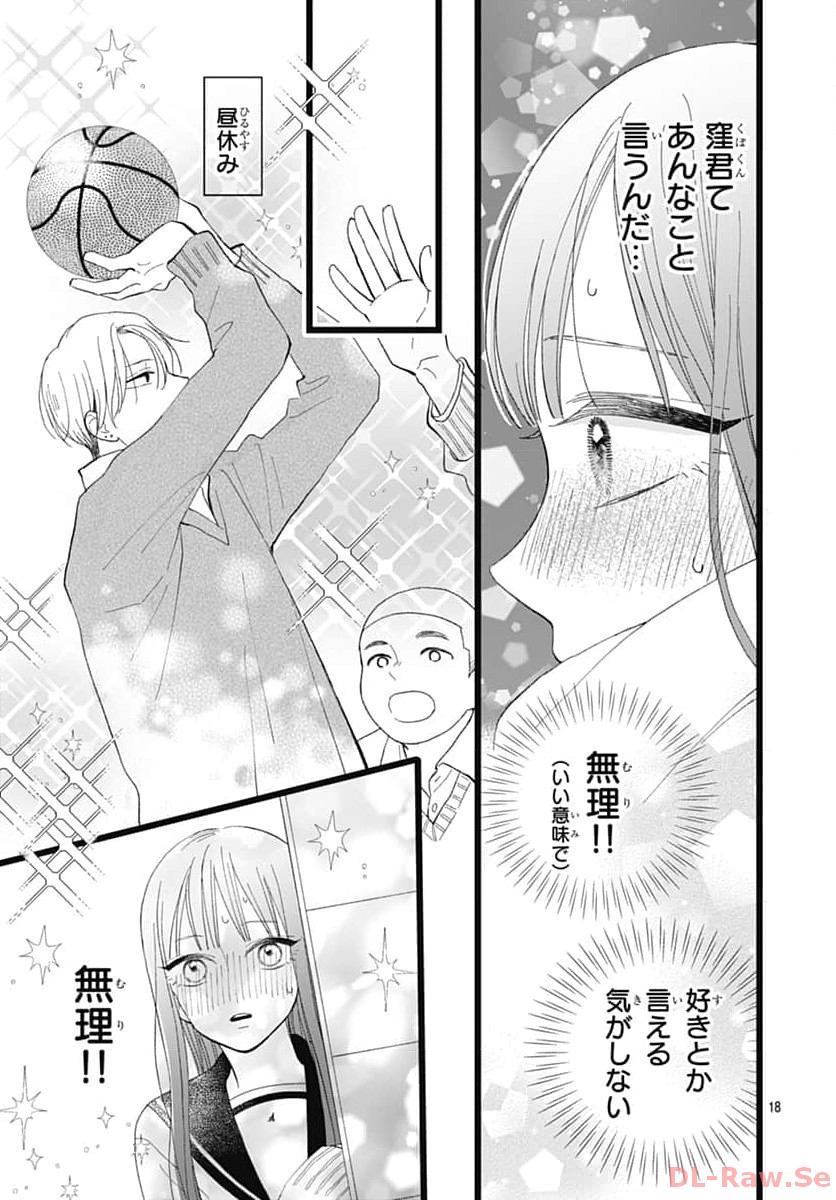 窪君て
あんなこと
言うんだ…
無理!!
(いい意味で)
好きとか
言える
気がしない
昼休み
無理!!
18
DL-Raw.Se